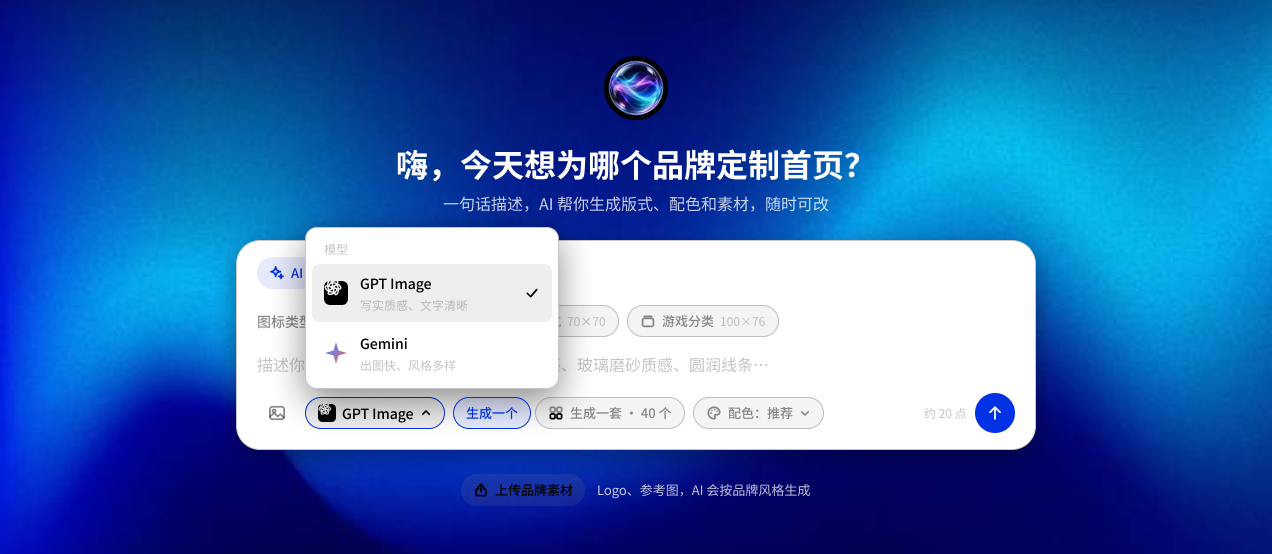 嗨，今天想为哪个品牌定制首页？
一句话描述，AI 帮你生成版式、配色和素材，随时可改
模型
AI
GPT Image
写实质感、文字清晰
图标类型
70×70
游戏分类 100×76
Gemini
出图快、风格多样
描述你
、玻璃磨砂质感、圆润线条…
GPT Image
生成一个
生成一套 · 40 个
配色：推荐
约 20 点
上传品牌素材
Logo、参考图，AI 会按品牌风格生成